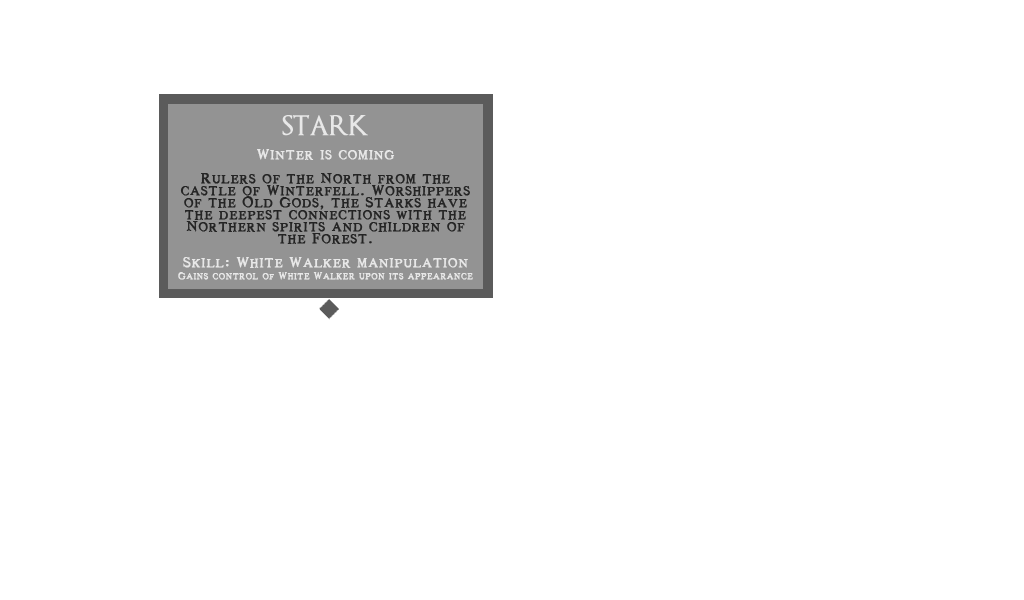 STARK
Winter is coming
Rulers of the North from the
castle of Winterfell. Worshippers
of the Old Gods, the Starks have
the deepest connections with the
Northern spirits and children of
the Forest.
Skill: White Walker manipulation
Gains control of White Walker upon its appearance